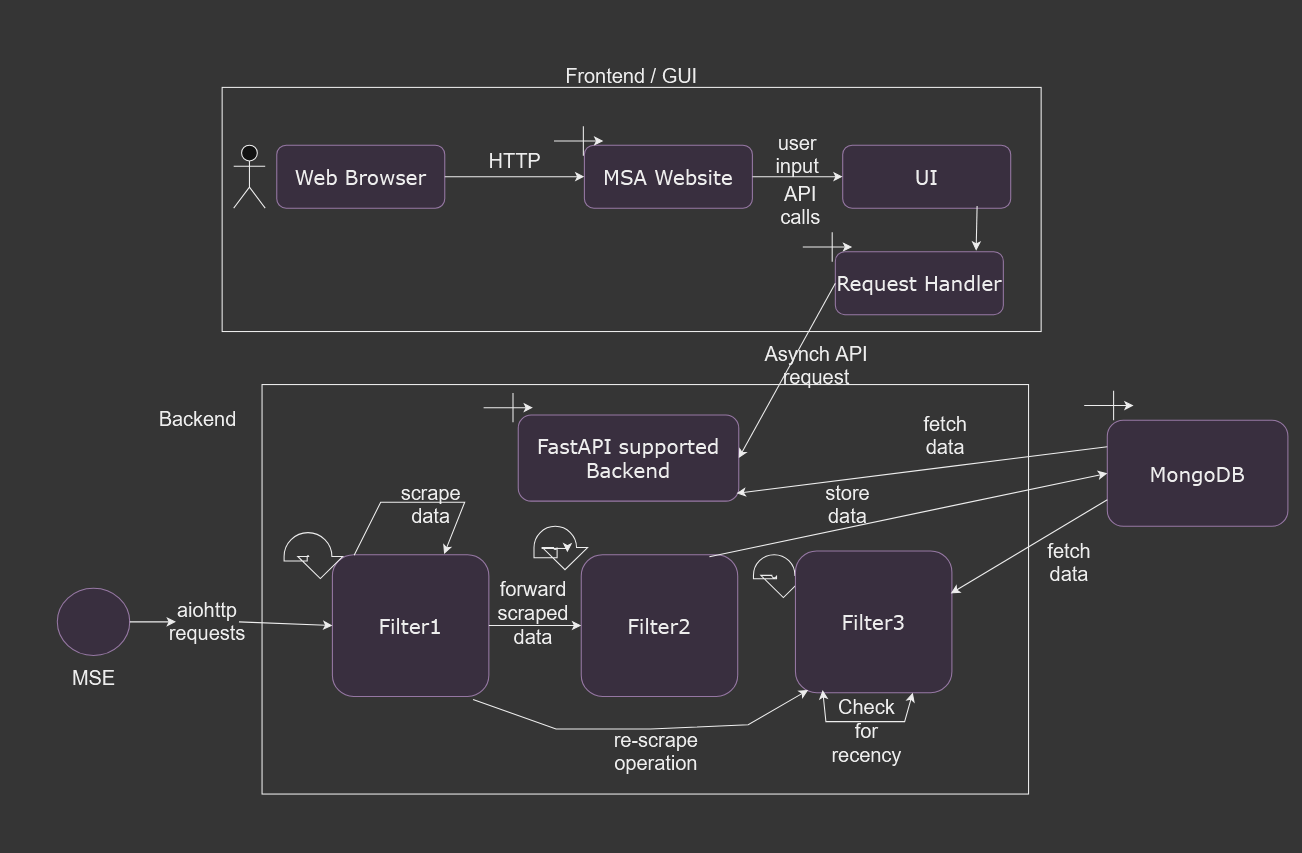 Frontend / GUI
Web Browser
HTTP
MSA Website
user
input
API
calls
UI
Request Handler
Asynch API
request
Backend
FastAPI supported
Backend
fetch
data
MongoDB
store
data
scrape
data
fetch
data
MSE
aiohttp
requests
Filter1
forward
scraped
data
Filter2
Filter3
Check
for
recency
re-scrape
operation